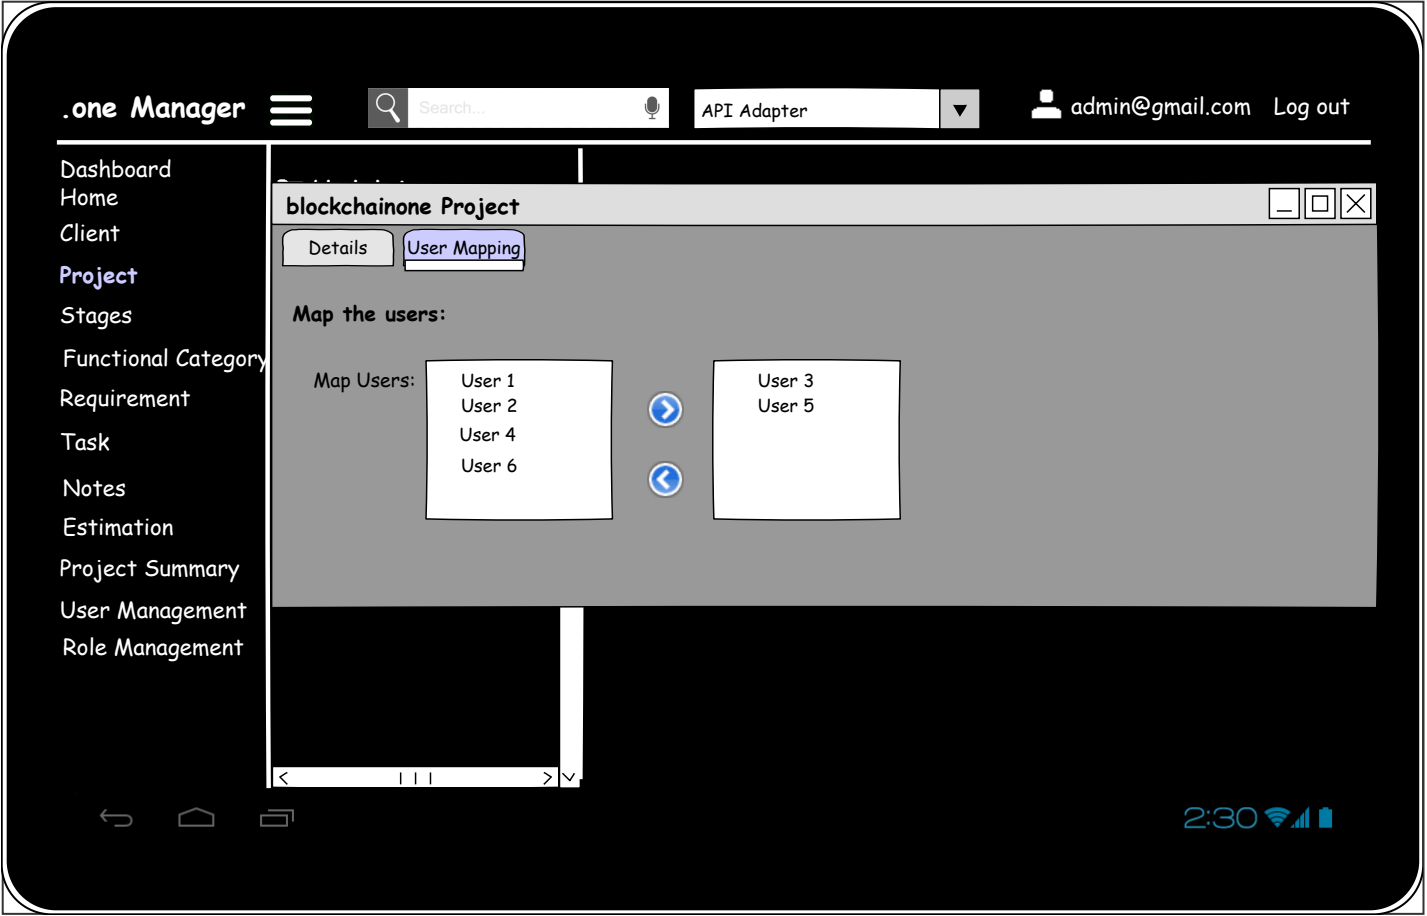 .one Manager
Search...
API Adapter
admin@gmail.com
Log out
Dashboard
Home
Client
Project
Stages
Functional Category
Requirement
Task
Notes
Estimation
Project Summary
User Management
Role Management
blockchainone Project
Details
User Mapping
Map the users:
Map Users:
User 1
User 2
User 4
User 6
User 3
User 5
2:30